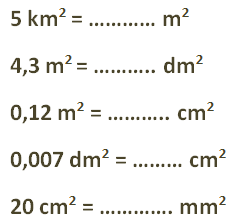 5 km² = ............ m²
4,3 m² = ........... dm²
0,12 m² = ........... cm²
0,007 dm² = ......... cm²
20 cm² = ............. mm²